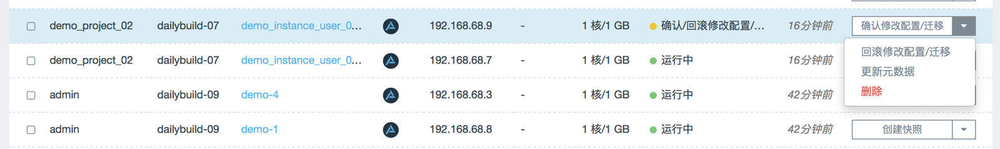 demo_project_02 dailybuild-07 demo_instance_user_0... 192.168.68.9 - 1 核/1 GB 确认/回滚修改配置/... 16分钟前 确认修改配置/迁移
回滚修改配置/迁移
demo_project_02 dailybuild-07 demo_instance_user_0... 192.168.68.7 - 1 核/1 GB 运行中 16分钟前
更新元数据
删除
admin dailybuild-09 demo-4 192.168.68.3 - 1 核/1 GB 运行中 42分钟前
admin dailybuild-09 demo-1 192.168.68.8 - 1 核/1 GB 运行中 42分钟前 创建快照